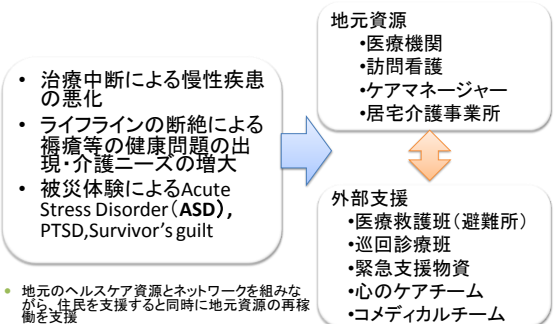 • 治療中断による慢性疾患
の悪化
• ライフラインの断絶による
褥瘡等の健康問題の出
現・介護ニーズの増大
• 被災体験によるAcute
Stress Disorder（ASD）,
PTSD,Survivor's guilt
• 地元のヘルスケア資源とネットワークを組みな
がら、住民を支援すると同時に地元資源の再稼
働を支援
地元資源
•医療機関
•訪問看護
•ケアマネージャー
•居宅介護事業所
外部支援
•医療救護班（避難所）
•巡回診療班
•緊急支援物資
•心のケアチーム
•コメディカルチーム